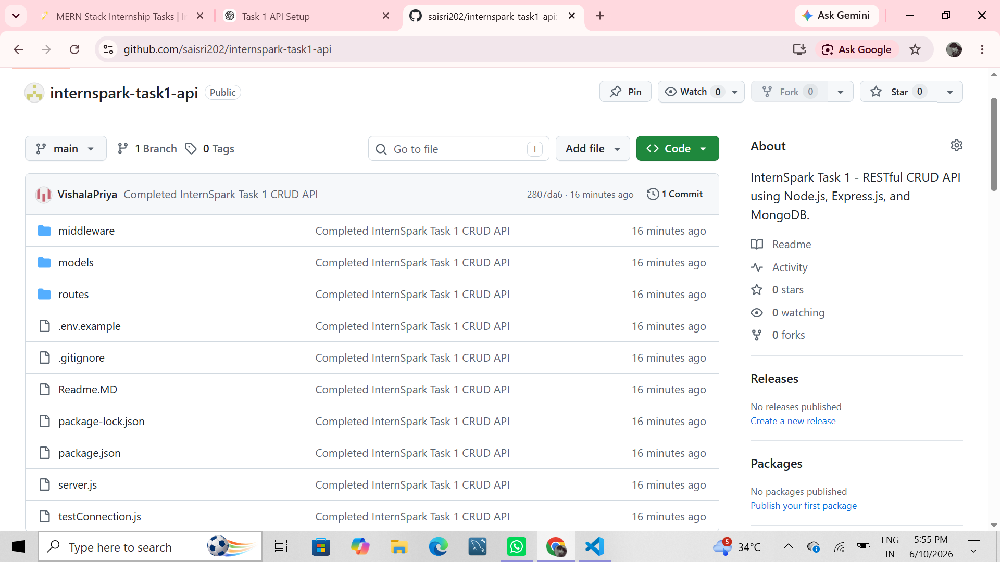 MERN Stack Internship Tasks | In
Task 1 API Setup
saisri202/internspark-task1-api:
Ask Gemini
github.com/saisri202/internspark-task1-api
Ask Google
internspark-task1-api Public
Pin
Watch 0
Fork 0
Star 0
main
1 Branch
0 Tags
Go to file T
Add file
Code
VishalaPriya Completed InternSpark Task 1 CRUD API 2807da6 · 16 minutes ago 1 Commit
middleware Completed InternSpark Task 1 CRUD API 16 minutes ago
models Completed InternSpark Task 1 CRUD API 16 minutes ago
routes Completed InternSpark Task 1 CRUD API 16 minutes ago
.env.example Completed InternSpark Task 1 CRUD API 16 minutes ago
.gitignore Completed InternSpark Task 1 CRUD API 16 minutes ago
Readme.MD Completed InternSpark Task 1 CRUD API 16 minutes ago
package-lock.json Completed InternSpark Task 1 CRUD API 16 minutes ago
package.json Completed InternSpark Task 1 CRUD API 16 minutes ago
server.js Completed InternSpark Task 1 CRUD API 16 minutes ago
testConnection.js Completed InternSpark Task 1 CRUD API 16 minutes ago
About
InternSpark Task 1 - RESTful CRUD API
using Node.js, Express.js, and
MongoDB.
Readme
Activity
0 stars
0 watching
0 forks
Releases
No releases published
Create a new release
Packages
No packages published
Publish your first package
Type here to search
5
34°C
ENG
IN
5:55 PM
6/10/2026